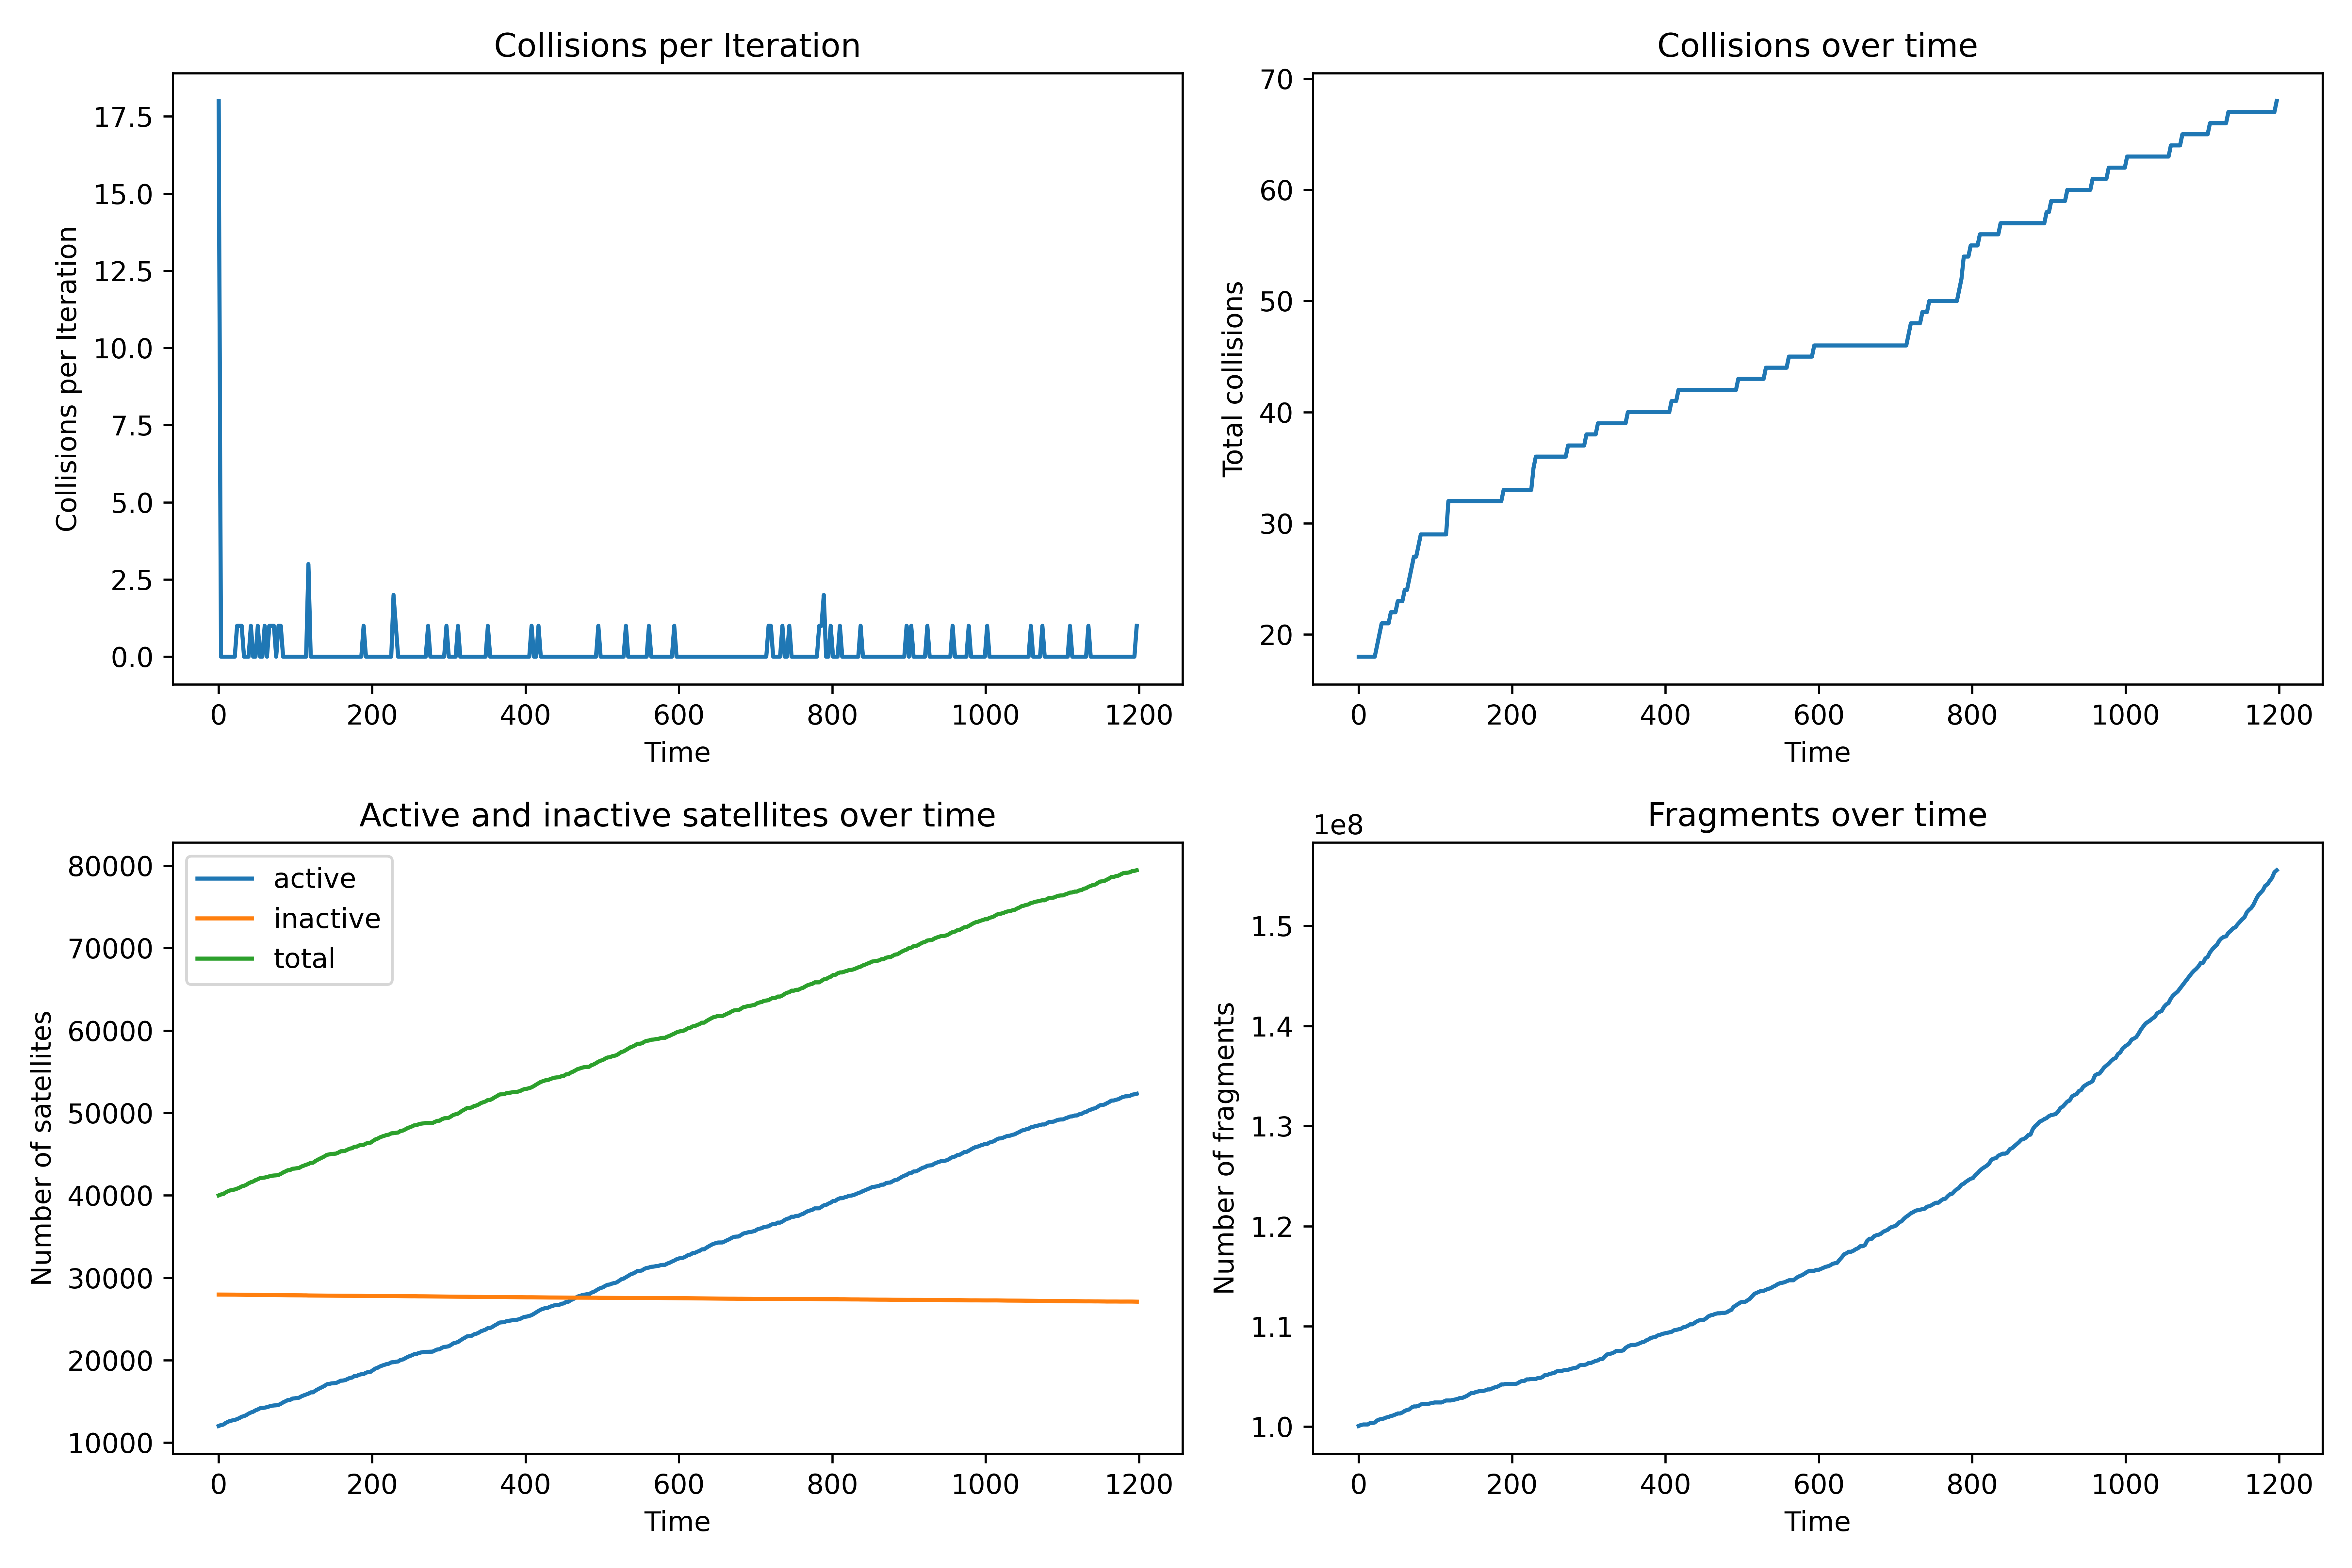 Collisions per Iteration
Collisions per Iteration
17.5
15.0
12.5
10.0
7.5
5.0
2.5
0.0
0 200 400 600 800 1000 1200
Time
Collisions over time
Total collisions
70
60
50
40
30
20
0 200 400 600 800 1000 1200
Time
Active and inactive satellites over time
Number of satellites
80000
70000
60000
50000
40000
30000
20000
10000
active
inactive
total
0 200 400 600 800 1000 1200
Time
Fragments over time
1e8
Number of fragments
1.5
1.4
1.3
1.2
1.1
1.0
0 200 400 600 800 1000 1200
Time